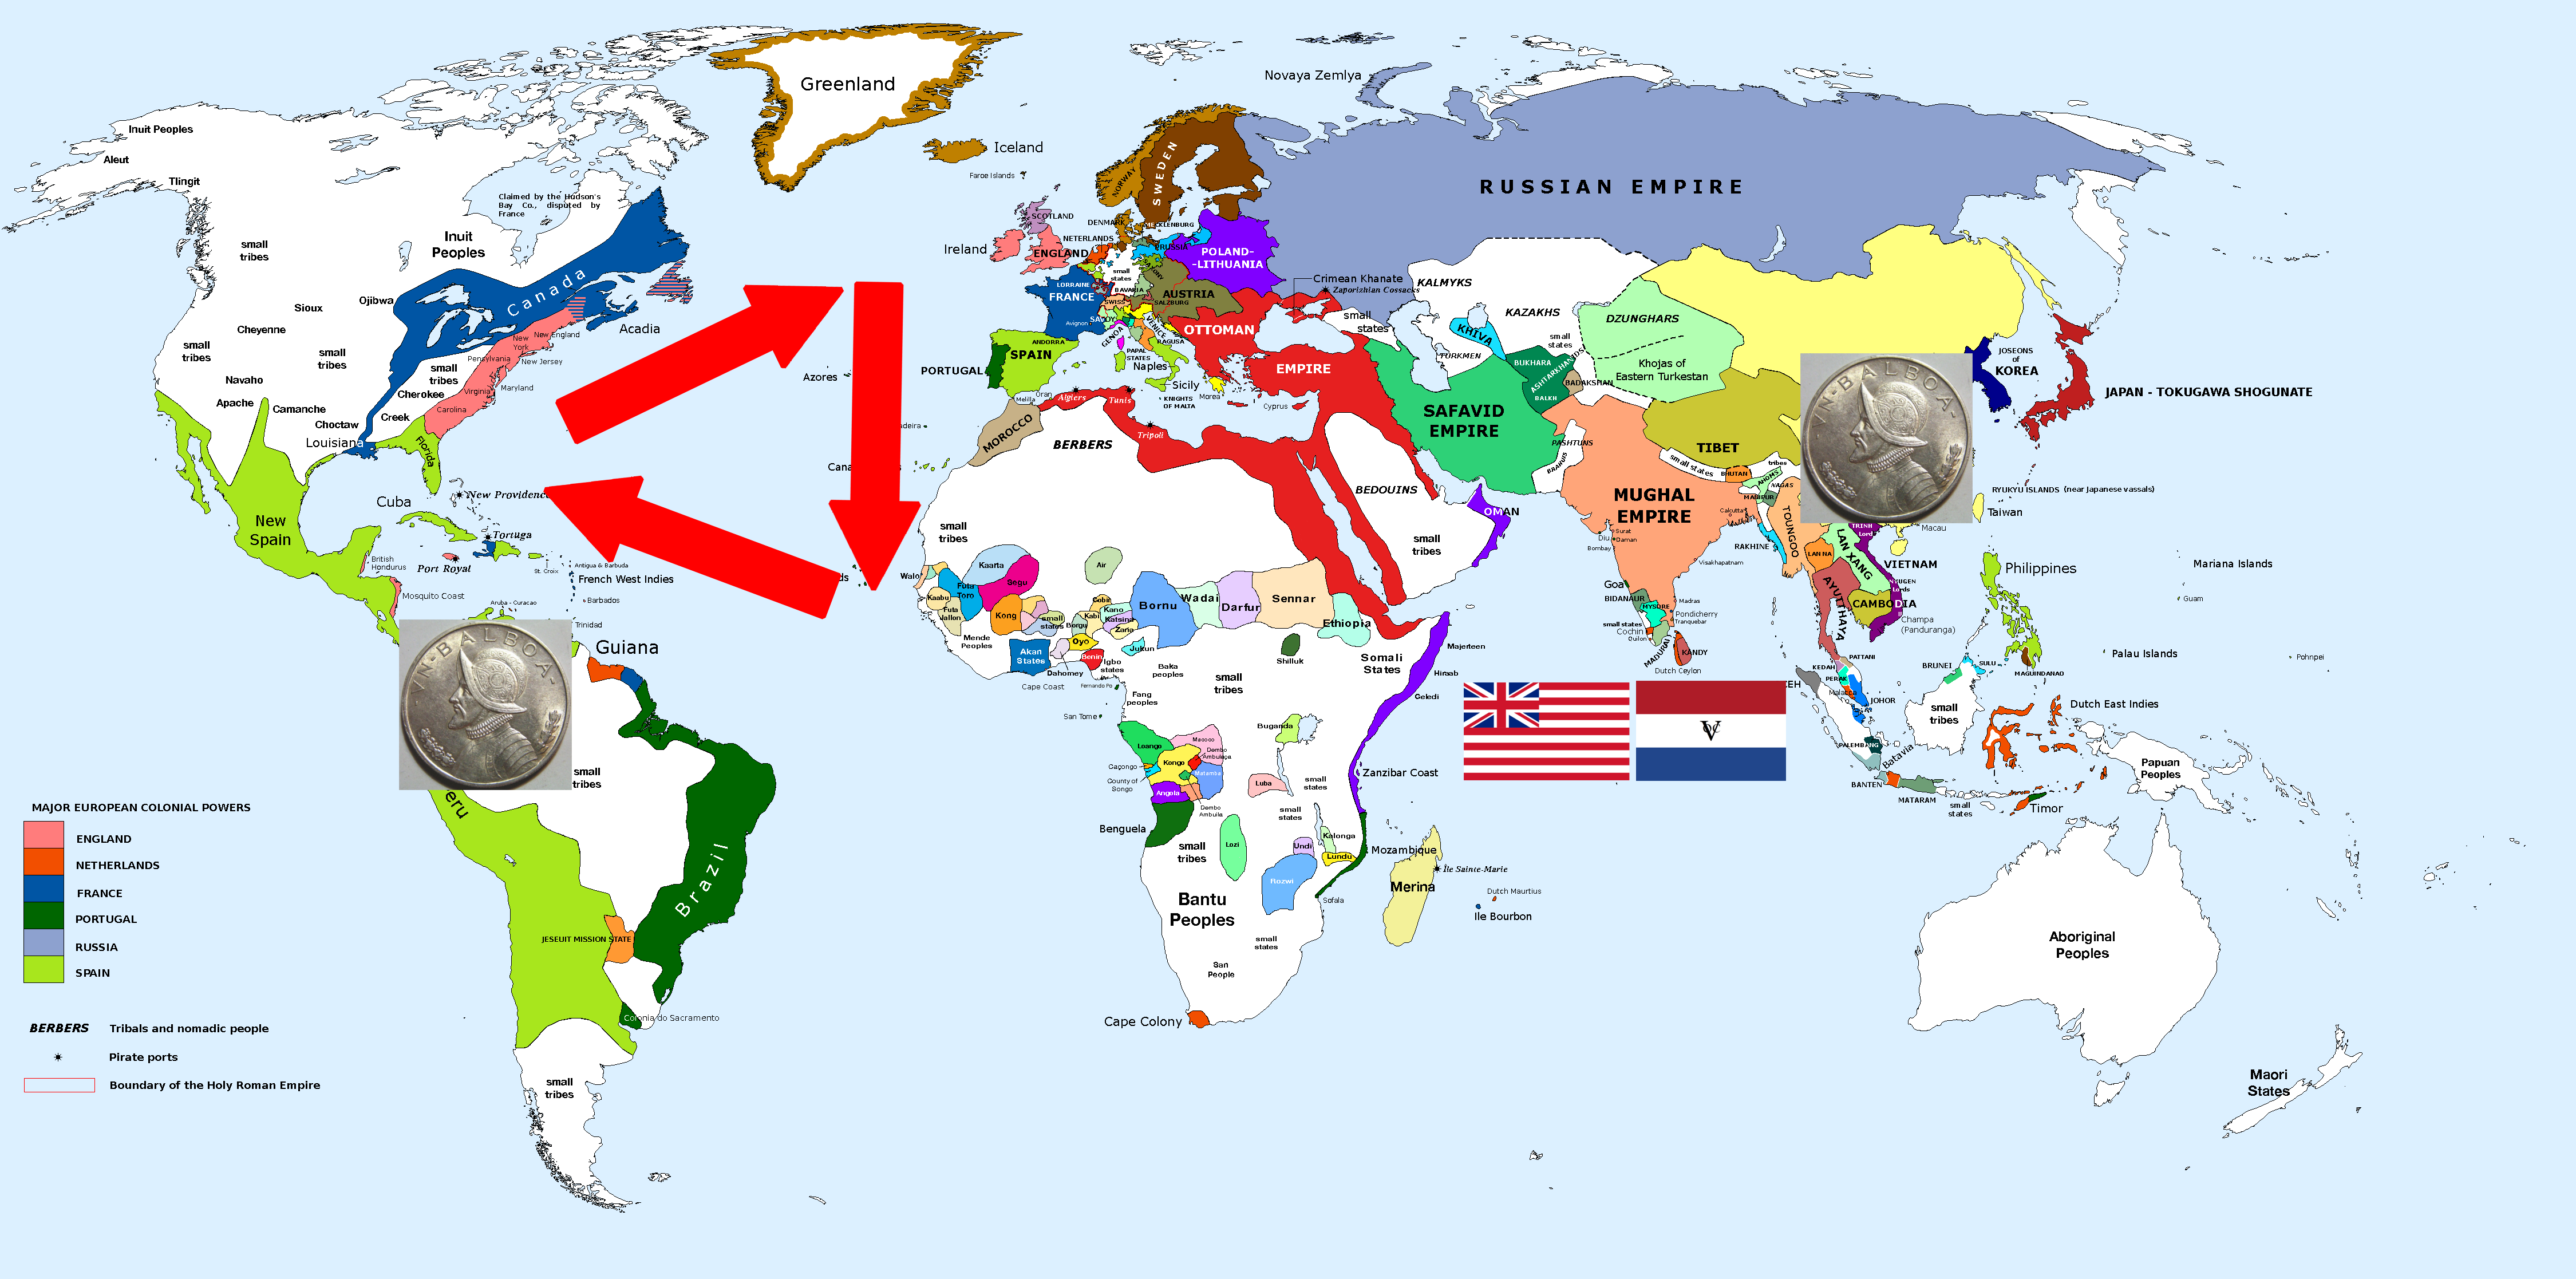 Greenland
Novaya Zemlya
Inuit Peoples
Aleut
Tlingit
Iceland
Faroe Islands
RUSSIAN EMPIRE
NORWAY
SWEDEN
Claimed by the Hudson's
Bay Co., disputed by
France
small
tribes
Inuit
Peoples
SCOTLAND
Ireland
ENGLAND
DENMARK
NETERLANDS
PRUSSIA
POLAND-
-LITHUANIA
small
states
Crimean Khanate
Zaporizhian Cossacks
KALMYKS
LORRAINE
FRANCE
BAVARIA
AUSTRIA
SALZBURG
SWISS
SAVOY
Avignon
GENOA
VENICE
RAGUSA
PAPAL
STATES
Naples
Sicily
KNIGHTS
OF MALTA
Morea
Cyprus
OTTOMAN
EMPIRE
small
states
KAZAKHS
KHIVA
TURKMEN
small
states
BUKHARA
ASHTARKHANIDS
BALKH
BADAKSHAN
DZUNGHARS
Khojas of
Eastern Turkestan
JOSEONS
of
KOREA
JAPAN - TOKUGAWA SHOGUNATE
Sioux
Ojibwa
Cheyenne
small
tribes
small
tribes
Navaho
Apache
Camanche
Choctaw
Louisiana
Canada
Acadia
New England
New
York
New Jersey
Pensylvania
Maryland
Virginia
Carolina
small
tribes
Cherokee
Creek
Florida
Azores
PORTUGAL
SPAIN
ANDORRA
Melilla
Oran
Algiers
Tunis
Tripoli
MOROCCO
BERBERS
deira
Cana
SAFAVID
EMPIRE
PASHTUNS
BRAHUIS
TIBET
small states
BHUTAN
tribes
AHOMS
NAGAS
MANIPUR
VN-BALBOA-
RYUKYU ISLANDS (near Japanese vassals)
Taiwan
Macau
New
Spain
Cuba
New Providence
Tortuga
Port Royal
British
Hondurus
Mosquito Coast
St. Croix
Antigua & Barbuda
French West Indies
Barbados
Aruba - Curacao
Trinidad
Guiana
VN-BALBOA-
small
tribes
ds
small
tribes
BEDOUINS
small
tribes
OMAN
MUGHAL
EMPIRE
Surat
Diu
Daman
Bombay
Calcutta
Visakhapatnam
RAKHINE
TOUNGOO
LAN NA
LAN XANG
TRINH
Lord
VIETNAM
AYUTTHAYA
CAMBODIA
Champa
(Panduranga)
Philippines
Mariana Islands
Guam
Goa
BIDANAUR
MYSORE
Madras
Pondicherry
Tranquebar
small states
Cochin
Quilon
MADURAI
KANDY
Dutch Ceylon
Palau Islands
Pohnpei
Walo
Futa
Toro
Kaarta
Segu
Kaabu
Futa
Jallon
Kong
small
states
Mende
Peoples
Akan
States
Cape Coast
Dahomey
Borgu
Oyo
Benin
Igbo
states
Fernando Po
Air
Gobir
Kebbi
Kano
Katsina
Zaria
Jukun
Bornu
Wadai
Darfur
Sennar
Ethiopia
Shilluk
Somali
States
Majerteen
Hiraab
Geledi
Baka
peoples
small
tribes
Fang
peoples
San Tome
Buganda
Zanzibar Coast
VOC
KEDAH
PATTANI
PERAK
Malacca
JOHOR
BRUNEI
SULU
MAGUINDANAO
small
tribes
Dutch East Indies
PALEMBANG
Batavia
BANTEN
MATARAM
small
states
Timor
Papuan
Peoples
Loango
Macoco
Kongo
Dembo
Ambuiga
Matamba
Gagongo
County of
Songo
Angola
Dembo
Ambuila
Benguela
Luba
small
states
small
states
small
tribes
Lozi
Undi
Kalonga
Lundu
Mozambique
Rozwi
Sofala
Merina
Île Sainte-Marie
Dutch Maurtius
Ile Bourbon
Bantu
Peoples
small
states
San
People
Cape Colony
eru
Brazil
JESEUIT MISSION STATE
Colonia do Sacramento
small
tribes
Aboriginal
Peoples
Maori
States
MAJOR EUROPEAN COLONIAL POWERS
ENGLAND
NETHERLANDS
FRANCE
PORTUGAL
RUSSIA
SPAIN
BERBERS Tribals and nomadic people
Pirate ports
Boundary of the Holy Roman Empire